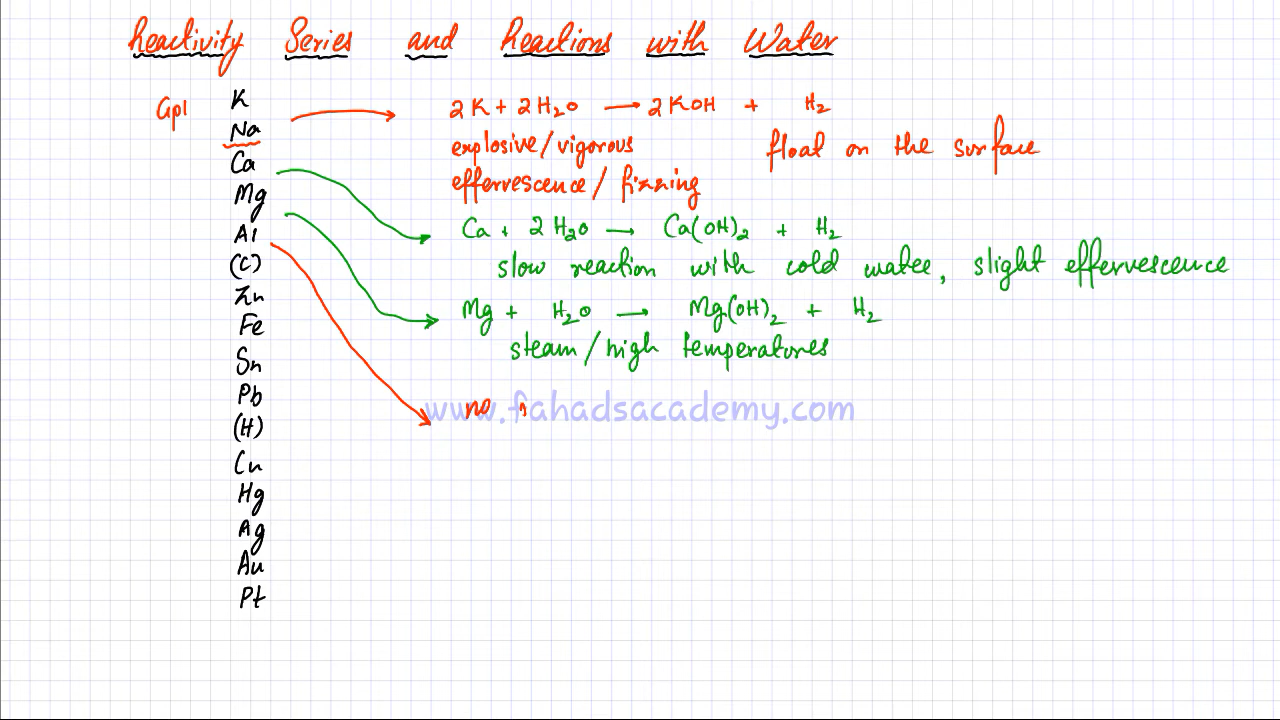 Reactivity Series and Reactions with Water
Gp1
K
Na
Ca
Mg
Al
(C)
Zn
Fe
Sn
Pb
(H)
Cu
Hg
Ag
Au
Pt
2K + 2H₂O → 2KOH + H₂
explosive/vigorous float on the surface
effervescence/fizzing
Ca + 2H₂O → Ca(OH)₂ + H₂
slow reaction with cold water, slight effervescence
Mg + H₂O → Mg(OH)₂ + H₂
steam/high temperatures
no
www.fahadsacademy.com